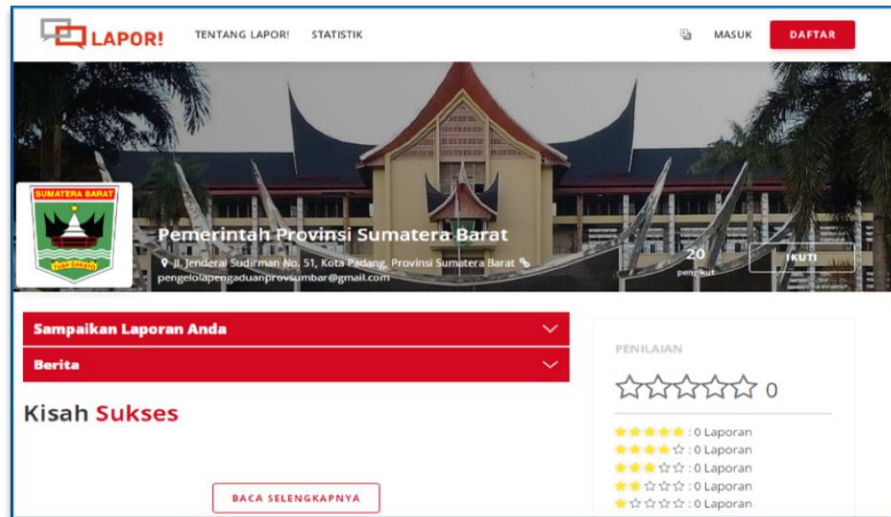 LAPOR!
TENTANG LAPOR!
STATISTIK
MASUK
DAFTAR
SUMATERA BARAT
Pemerintah Provinsi Sumatera Barat
Jl. Jenderal Sudirman No. 51, Kota Padang, Provinsi Sumatera Barat
pengelolapengaduanprovsumbar@gmail.com
20
pengikut
IKUTI
Sampaikan Laporan Anda
Berita
Kisah Sukses
BACA SELENGKAPNYA
PENILAIAN
0
: 0 Laporan
: 0 Laporan
: 0 Laporan
: 0 Laporan
: 0 Laporan